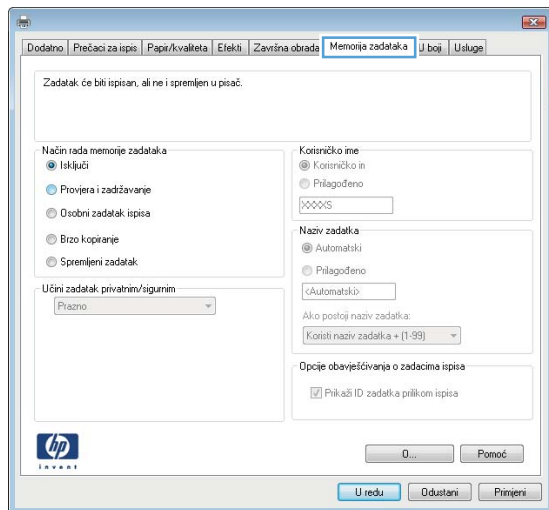 Dodatno Prečaci za ispis Papir/kvaliteta Efekti Završna obrada Memorija zadataka U boji Usluge
Zadatak će biti ispisan, ali ne i spremljen u pisač.
Način rada memorije zadataka
Isključi
Provjera i zadržavanje
Osobni zadatak ispisa
Brzo kopiranje
Spremljeni zadatak
Učini zadatak privatnim/sigurnim
Prazno
Korisničko ime
Korisničko in
Prilagođeno
XXXXS
Naziv zadatka
Automatski
Prilagođeno
<Automatski>
Ako postoji naziv zadatka:
Koristi naziv zadatka + (1-99)
Opcije obavješćivanja o zadacima ispisa
Prikaži ID zadatka prilikom ispisa
hp
invent
O... Pomoć
U redu Odustani Primjeni